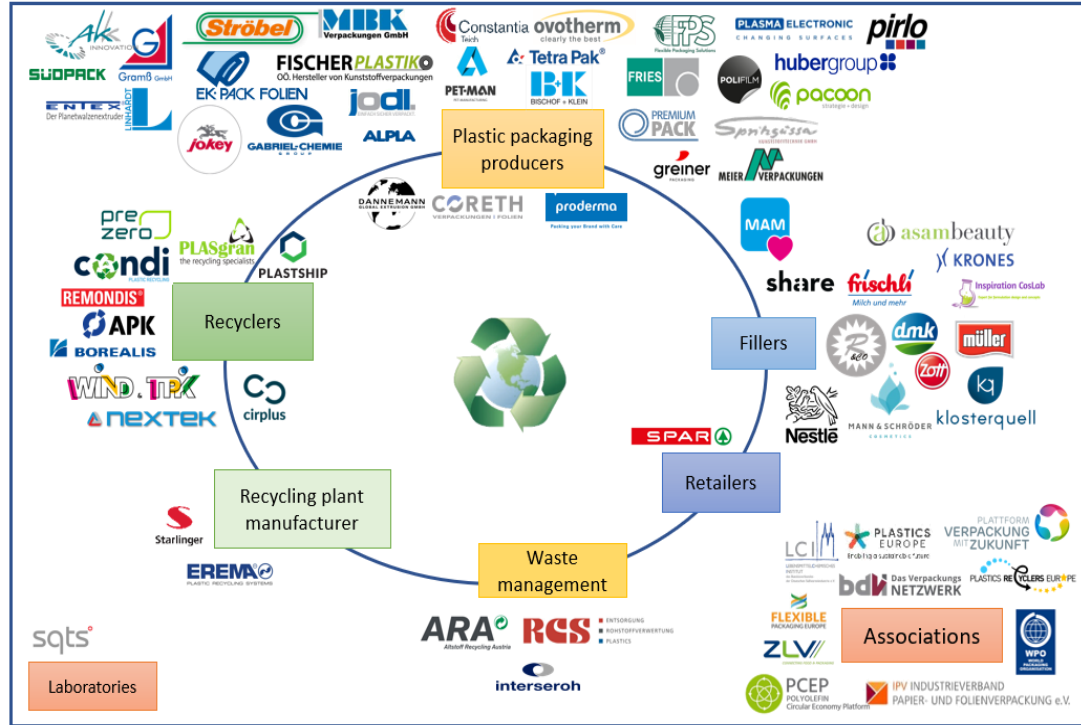 Alk
INNOVATION
G
Gramß GmbH
SÜDPACK
ENTEX
Der Planetwalzenextruder
LINHARDT
Ströbel
MBK
Verpackungen GmbH
EK-PACK FOLIEN
FISCHER PLASTIK
OÖ. Hersteller von Kunststoffverpackungen
jokey
GABRIEL-CHEMIE
GROUP
jodl
ALPLA
Constantia
Teich
ovotherm
clearly the best
PET-MAN
Tetra Pak
B+K
BISCHOF + KLEIN
FPS
Flexible Packaging Solutions
PLASMA ELECTRONIC
CHANGING SURFACES
pirlo
FRIES
POLIFILM
hubergroup
pacoon
strategie + design
PREMIUM
PACK
Spritzgüssa
greiner
PACKAGING
MEIER VERPACKUNGEN
Plastic packaging
producers
DANNEMANN
GLOBAL EXTRUSION GMBH
CORETH
VERPACKUNGEN I FOLIEN
proderma
Packing your Brand with Care
pre
zero
PLASgran
the recycling specialists
PLASTSHIP
candi
PLASTIC RECYCLING
REMONDIS
APK
BOREALIS
Recyclers
WIND
cirplus
NEXTEK
MAM
asambeauty
KRONES
share
frischli
Milch und mehr
Inspiration CosLab
Fillers
R
&CO
dmk
müller
Zott
kq
klosterquell
MANN & SCHRÖDER
COSMETICS
Nestlé
SPAR
Retailers
Recycling plant
manufacturer
Starlinger
EREMA
PLASTIC RECYCLING SYSTEMS
Waste
management
ARA
Altstoff Recycling Austria
RCS
ENTSORGUNG
ROHSTOFFVERWERTUNG
PLASTICS
interseroh
LCI
PLASTICS
EUROPE
PLATTFORM
VERPACKUNG
MIT ZUKUNFT
bdvi
Das Verpackungs
NETZWERK
PLASTICS RECYCLERS EUROPE
FLEXIBLE
PACKAGING EUROPE
Associations
ZLV
WPO
WORLD
PACKAGING
ORGANISATION
PCEP
POLYOLEFIN
Circular Economy Platform
IPV INDUSTRIEVERBAND
PAPIER- UND FOLIENVERPACKUNG e.V.
sqts
Laboratories